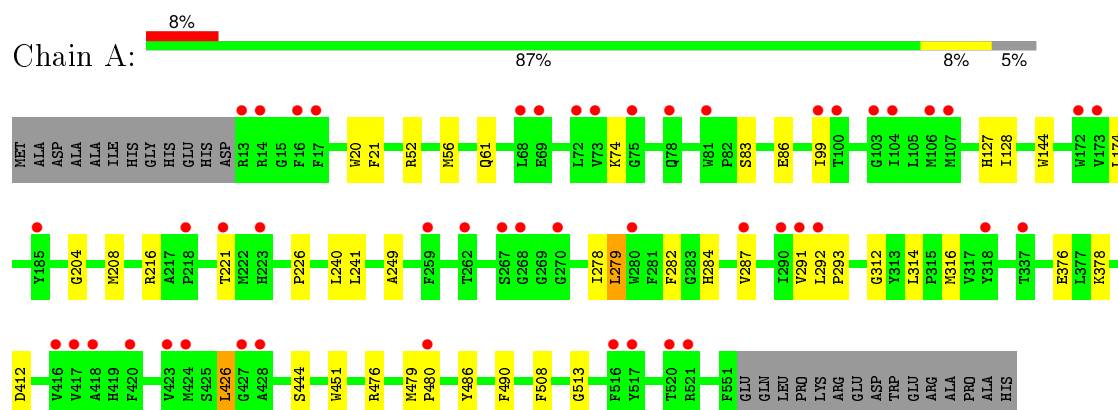 8%
Chain A:
87% 8% 5%
MET ALA ASP ALA ALA ILE HIS GLY HIS GLU HIS ASP R13 R14 G15 F16 F17 W20 F21 R52 M56 Q61 L68 E69 L72 V73 K74 G75 Q78 W81 P82 S83 E86 I99 T100 G103 I104 L105 M106 M107 H127 I128 W144 W172 V173 L174
Y185 G204 M208 R216 A217 P218 T221 M222 H223 P226 L240 L241 A249 F259 T262 S267 G268 G269 G270 I278 L279 W280 F281 F282 G283 H284 V287 I290 V291 L292 P293 G312 Y313 L314 P315 M316 V317 Y318 T337 E376 L377 K378
D412 V416 V417 A418 H419 F420 V423 M424 S425 L426 G427 A428 S444 W451 R476 M479 P480 Y486 F490 F508 G513 F516 Y517 T520 R521 F551 GLU GLN LEU PRO LYS ARG GLU ASP TRP GLU ARG ALA PRO ALA HIS